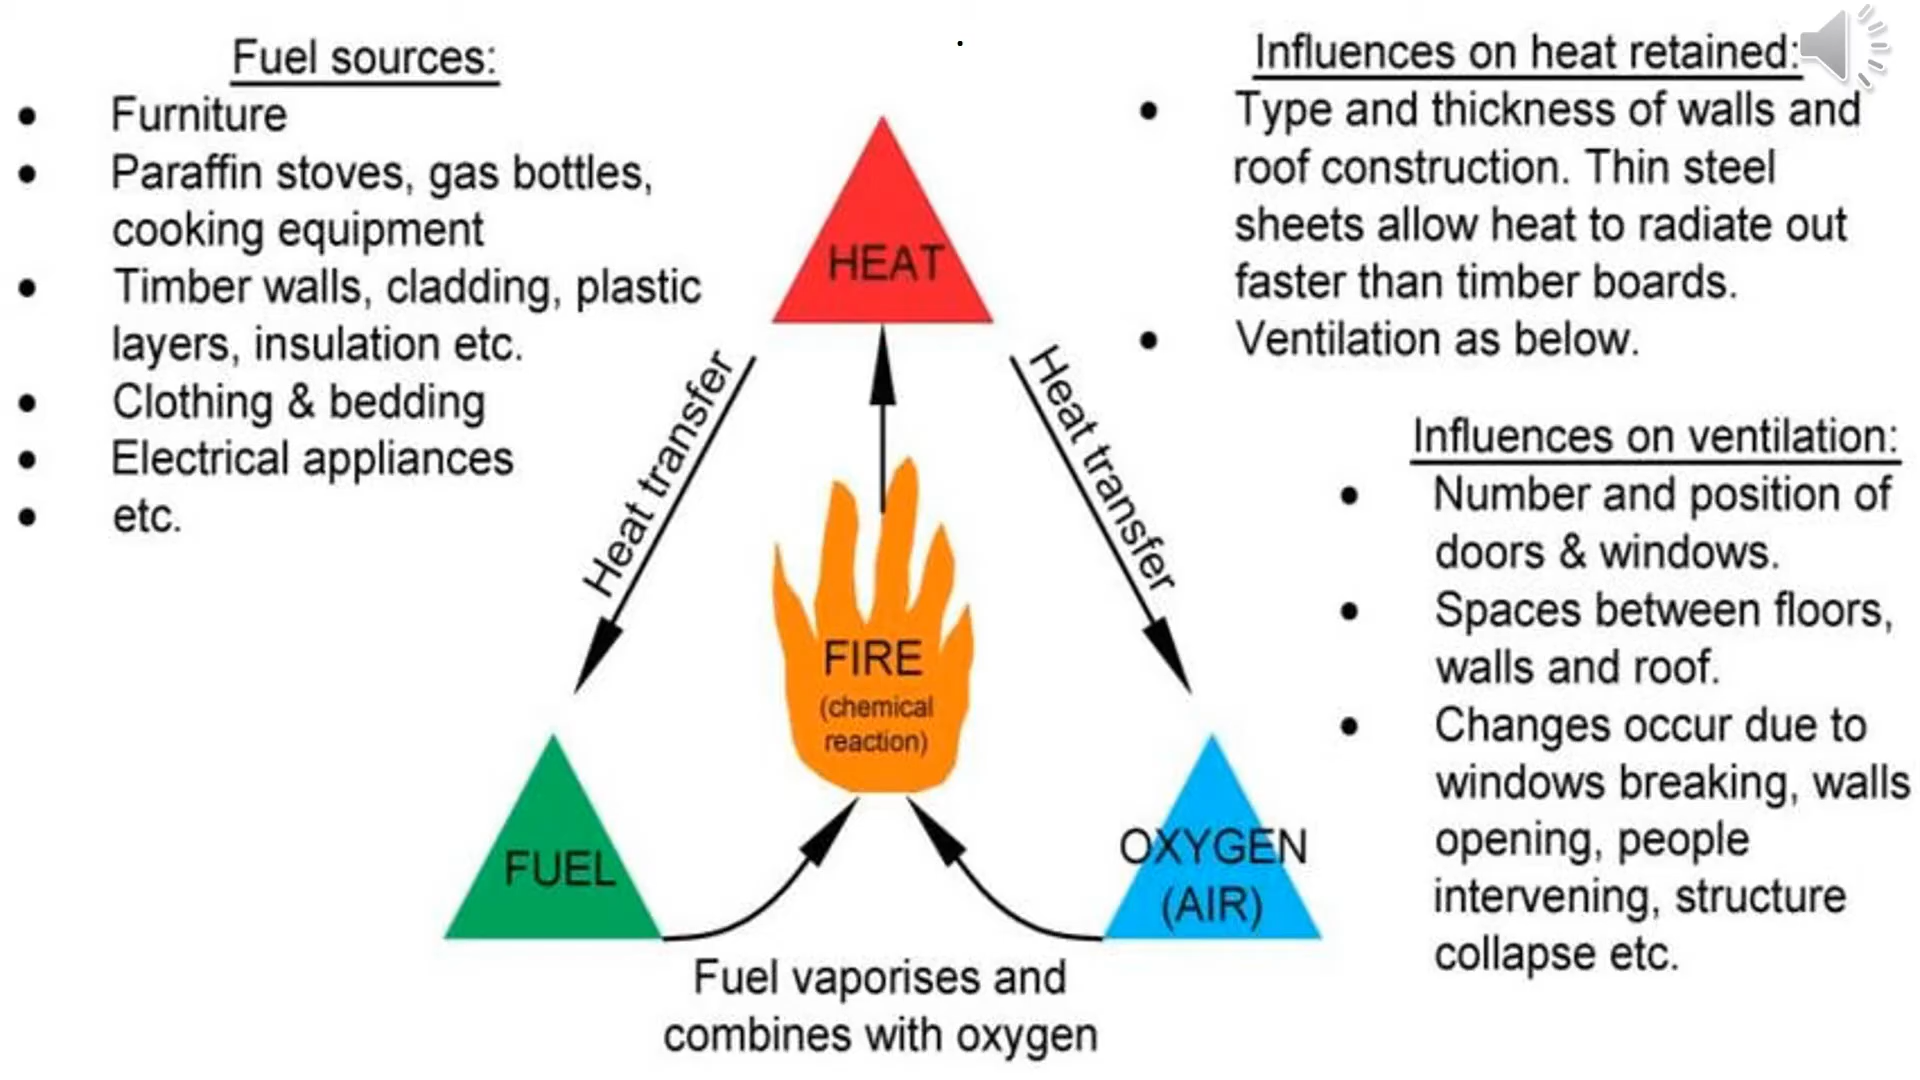 Fuel sources:
• Furniture
• Paraffin stoves, gas bottles,
cooking equipment
• Timber walls, cladding, plastic
layers, insulation etc.
• Clothing & bedding
• Electrical appliances
• etc.
HEAT
Heat transfer
Heat transfer
FIRE
(chemical
reaction)
FUEL
OXYGEN
(AIR)
Fuel vaporises and
combines with oxygen
Influences on heat retained:
• Type and thickness of walls and
roof construction. Thin steel
sheets allow heat to radiate out
faster than timber boards.
• Ventilation as below.
Influences on ventilation:
• Number and position of
doors & windows.
• Spaces between floors,
walls and roof.
• Changes occur due to
windows breaking, walls
opening, people
intervening, structure
collapse etc.